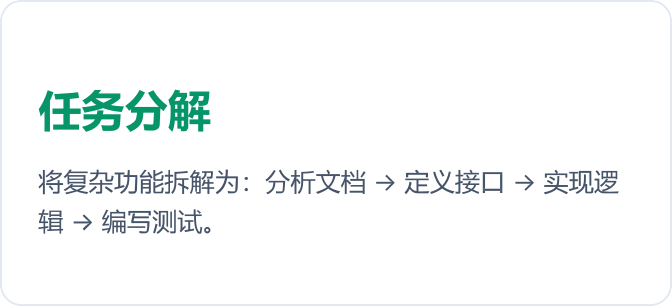 任务分解
将复杂功能拆解为：分析文档 → 定义接口 → 实现逻
辑 → 编写测试。